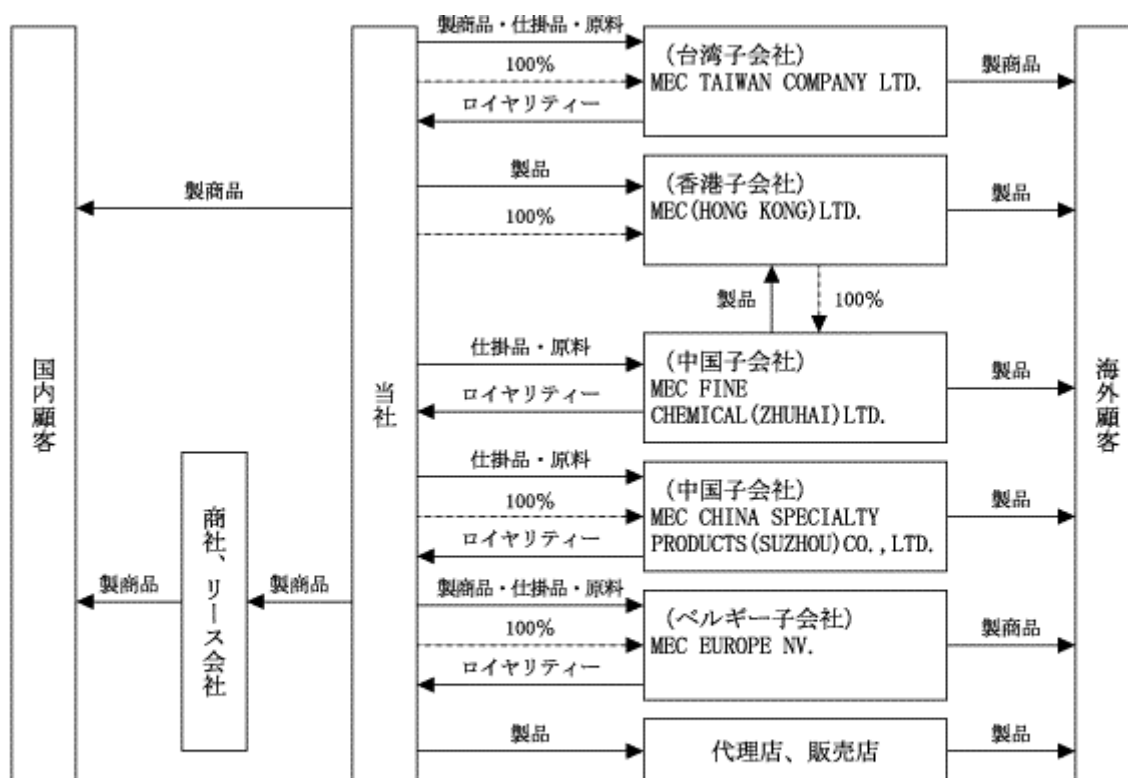 国内顧客
製商品
製商品
商社、リース会社
製商品
当社
製商品・仕掛品・原料
100%
ロイヤリティー
(台湾子会社)
MEC TAIWAN COMPANY LTD.
製商品
製品
100%
(香港子会社)
MEC(HONG KONG)LTD.
製品
製品
100%
仕掛品・原料
ロイヤリティー
(中国子会社)
MEC FINE
CHEMICAL(ZHUHAI)LTD.
製品
仕掛品・原料
100%
ロイヤリティー
(中国子会社)
MEC CHINA SPECIALTY
PRODUCTS(SUZHOU)CO.,LTD.
製品
製商品・仕掛品・原料
100%
ロイヤリティー
(ベルギー子会社)
MEC EUROPE NV.
製商品
製品
代理店、販売店
製品
海外顧客